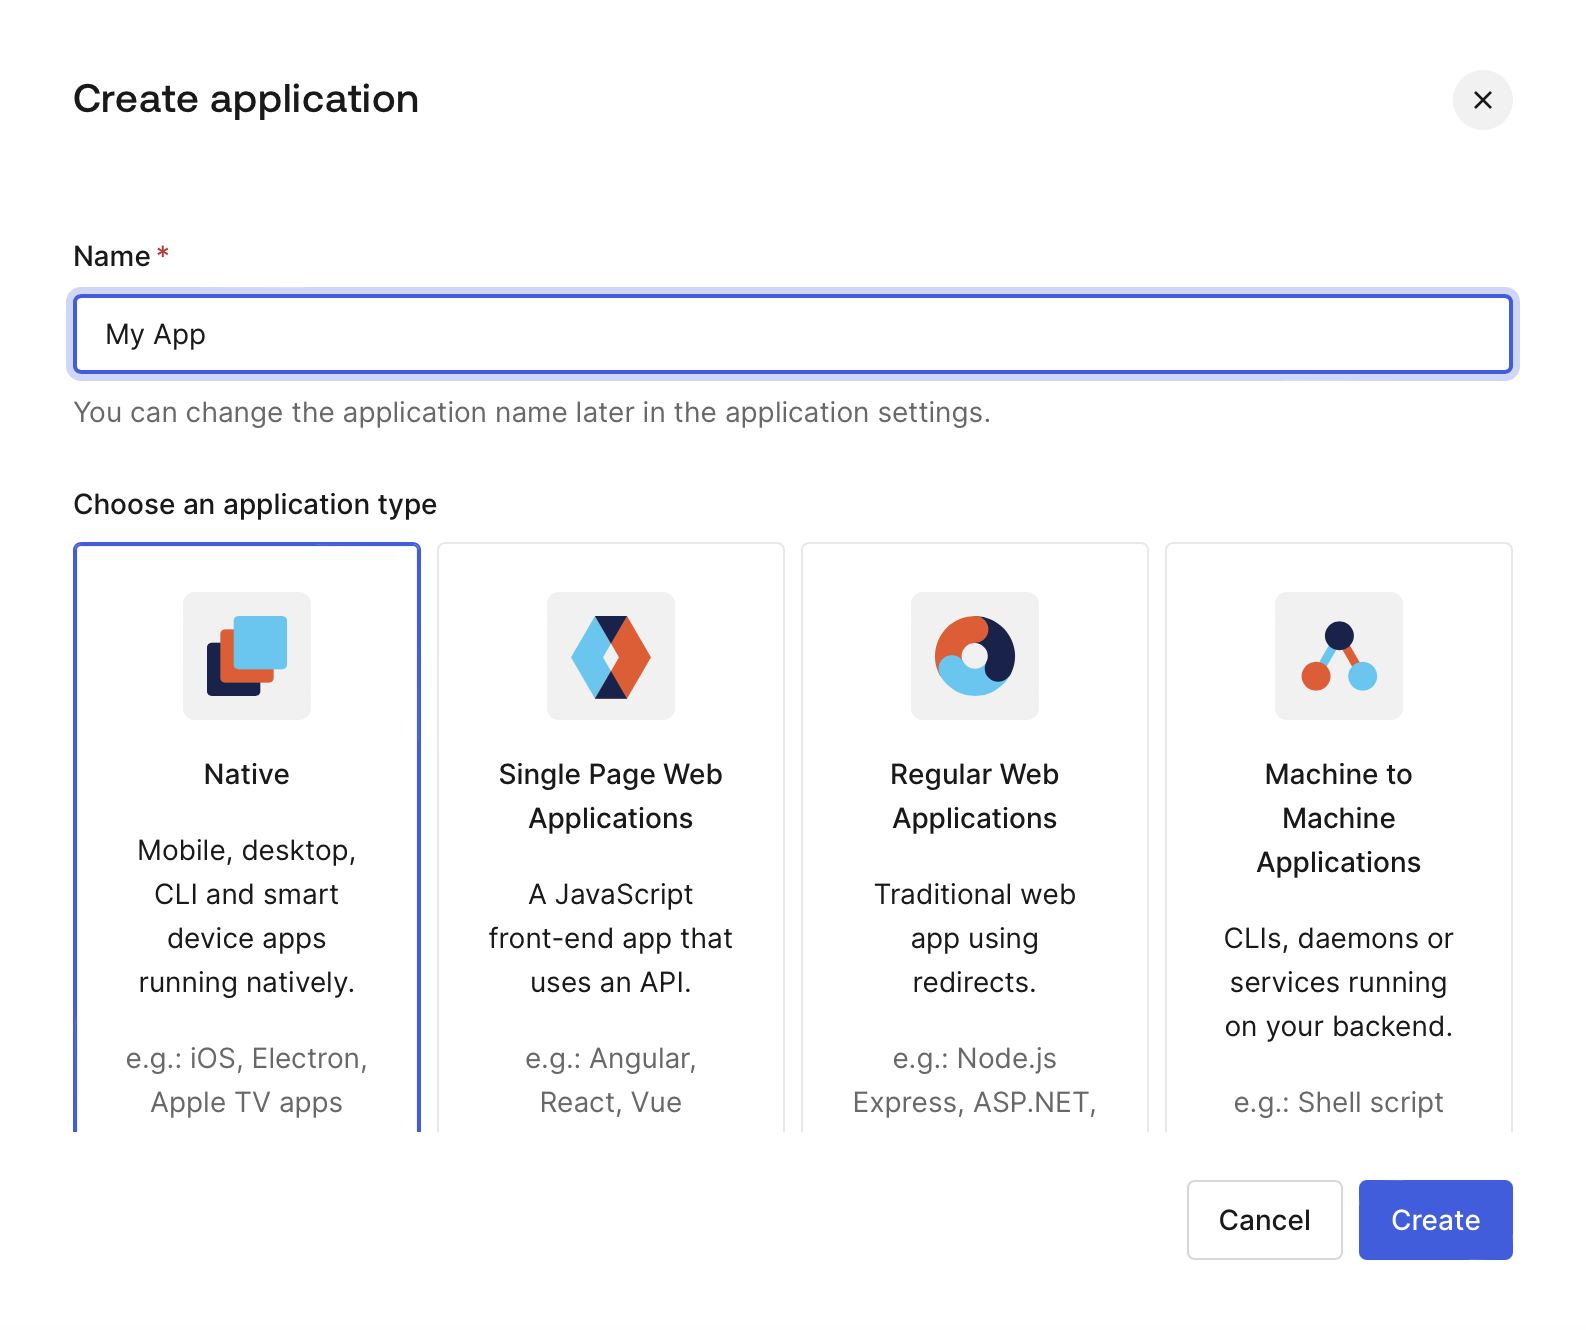 Create application
Name *
My App
You can change the application name later in the application settings.
Choose an application type
Native
Mobile, desktop,
CLI and smart
device apps
running natively.
e.g.: iOS, Electron,
Apple TV apps
Single Page Web
Applications
A JavaScript
front-end app that
uses an API.
e.g.: Angular,
React, Vue
Regular Web
Applications
Traditional web
app using
redirects.
e.g.: Node.js
Express, ASP.NET,
Machine to
Machine
Applications
CLIs, daemons or
services running
on your backend.
e.g.: Shell script
Cancel
Create